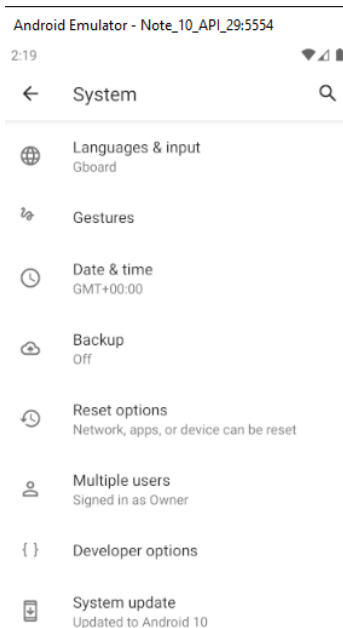 Android Emulator - Note_10_API_29:5554
2:19
System
Languages & input
Gboard
Gestures
Date & time
GMT+00:00
Backup
Off
Reset options
Network, apps, or device can be reset
Multiple users
Signed in as Owner
{ } Developer options
System update
Updated to Android 10